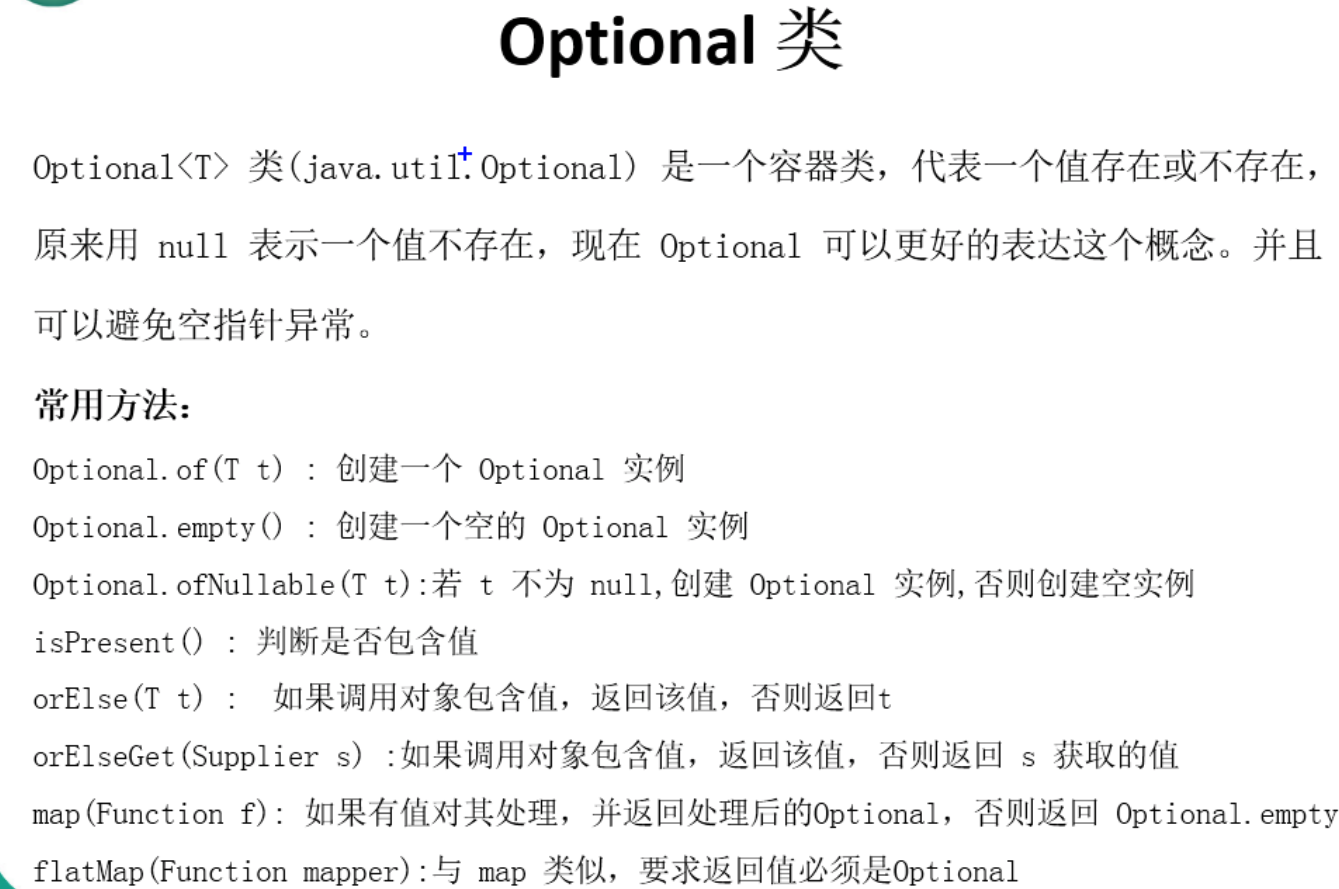 Optional 类
Optional<T> 类(java.util.Optional) 是一个容器类，代表一个值存在或不存在，
原来用 null 表示一个值不存在，现在 Optional 可以更好的表达这个概念。并且
可以避免空指针异常。
常用方法：
Optional.of(T t) : 创建一个 Optional 实例
Optional.empty() : 创建一个空的 Optional 实例
Optional.ofNullable(T t):若 t 不为 null,创建 Optional 实例,否则创建空实例
isPresent() : 判断是否包含值
orElse(T t) : 如果调用对象包含值，返回该值，否则返回t
orElseGet(Supplier s) :如果调用对象包含值，返回该值，否则返回 s 获取的值
map(Function f): 如果有值对其处理，并返回处理后的Optional，否则返回 Optional.empty
flatMap(Function mapper):与 map 类似，要求返回值必须是Optional